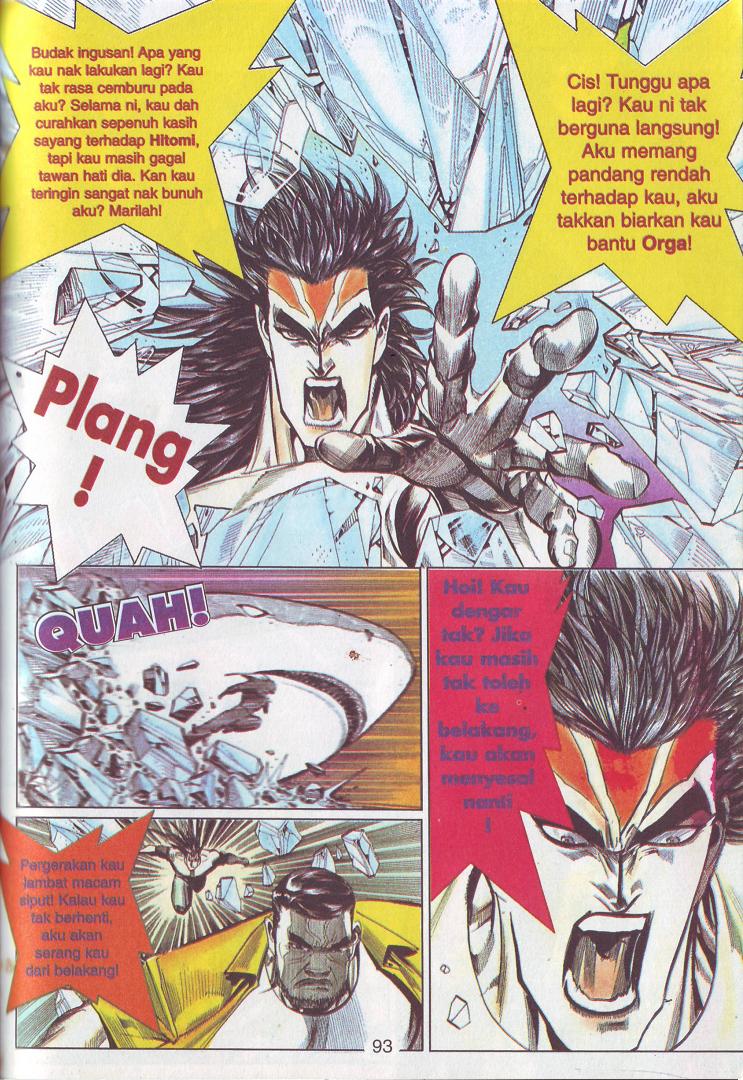 Budak ingusan! Apa yang
kau nak lakukan lagi? Kau
tak rasa cemburu pada
aku? Selama ni, kau dah
curahkan sepenuh kasih
sayang terhadap Hitomi,
tapi kau masih gagal
tawan hati dia. Kan kau
teringin sangat nak bunuh
aku? Marilah!
Cis! Tunggu apa
lagi? Kau ni tak
berguna langsung!
Aku memang
pandang rendah
terhadap kau, aku
takkan biarkan kau
bantu Orga!
Plang
!
QUAH!
Hoi! Kau
dengar
tak? Jika
kau masih
tak toleh
ke
belakang,
kau akan
menyesal
nanti
!
Pergerakan kau
lambat macam
siput! Kalau kau
tak berhenti,
aku akan
serang kau
dari belakang!
93